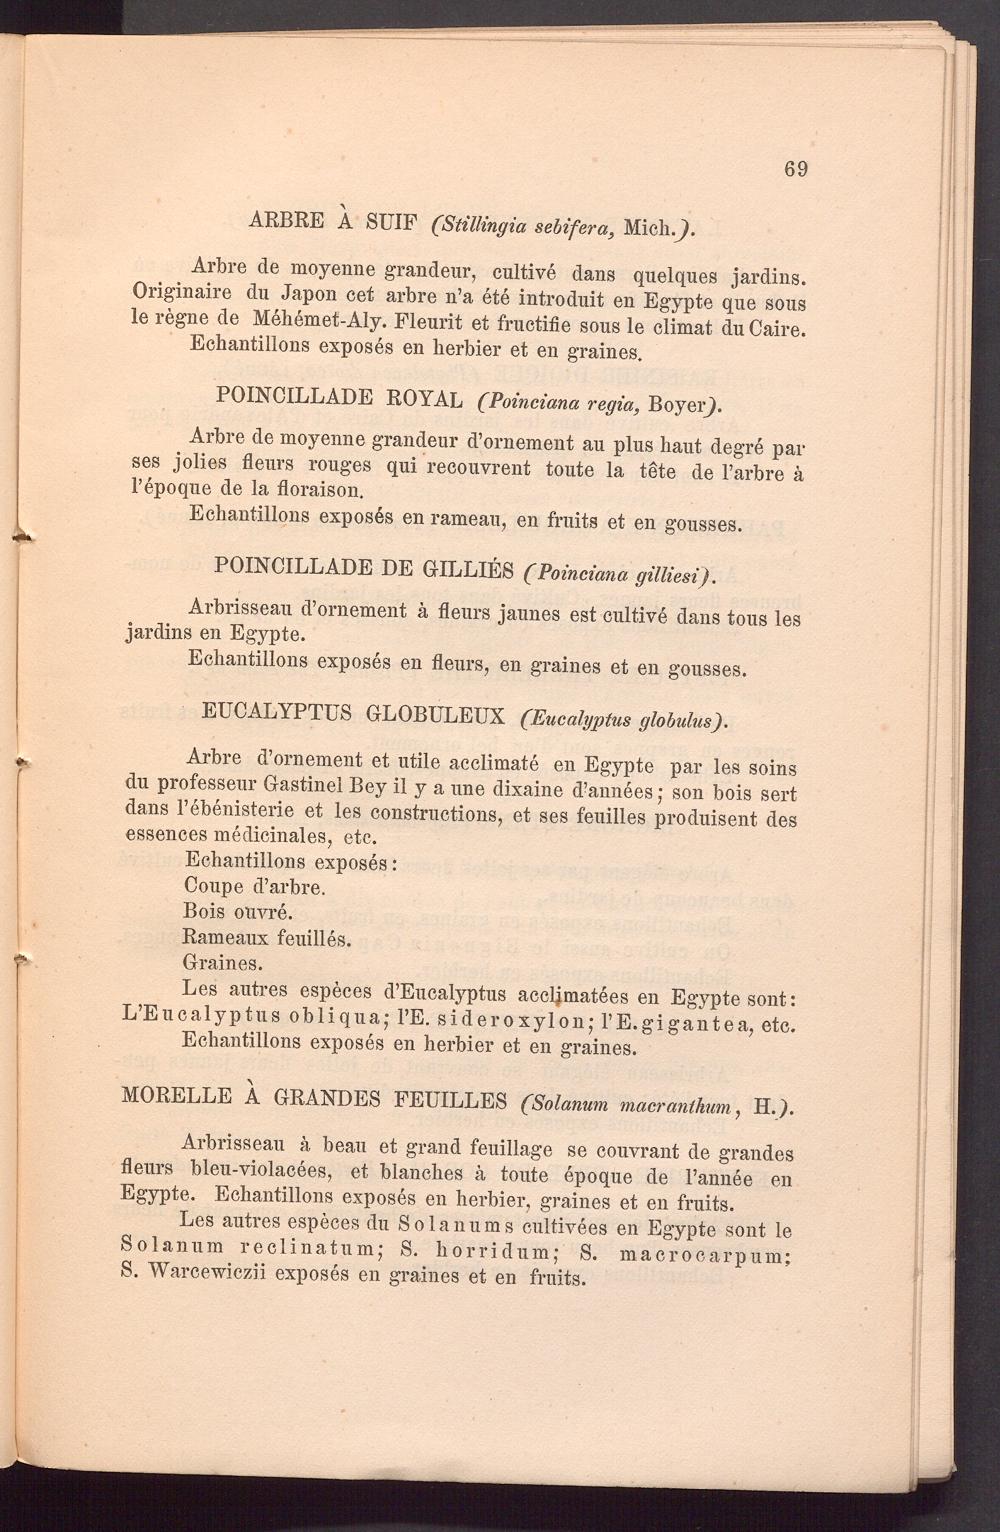 69
ARBRE À SUIF (Stillingia sebifera, Mich.).
Arbre de moyenne grandeur, cultivé dans quelques jardins.
Originaire du Japon cet arbre n'a été introduit en Egypte que sous
le règne de Méhémet-Aly. Fleurit et fructifie sous le climat du Caire.
Echantillons exposés en herbier et en graines.
POINCILLADE ROYAL (Poinciana regia, Boyer).
Arbre de moyenne grandeur d'ornement au plus haut degré par
ses jolies fleurs rouges qui recouvrent toute la tête de l'arbre à
l'époque de la floraison.
Echantillons exposés en rameau, en fruits et en gousses.
POINCILLADE DE GILLIÉS (Poinciana gilliesi).
Arbrisseau d'ornement à fleurs jaunes est cultivé dans tous les
jardins en Egypte.
Echantillons exposés en fleurs, en graines et en gousses.
EUCALYPTUS GLOBULEUX (Eucalyptus globulus).
Arbre d'ornement et utile acclimaté en Egypte par les soins
du professeur Gastinel Bey il y a une dixaine d'années; son bois sert
dans l'ébénisterie et les constructions, et ses feuilles produisent des
essences médicinales, etc.
Echantillons exposés:
Coupe d'arbre.
Bois ouvré.
Rameaux feuillés.
Graines.
Les autres espèces d'Eucalyptus acclimatées en Egypte sont:
L'Eucalyptus obliqua; l'E. sideroxylon; l'E. gigantea, etc.
Echantillons exposés en herbier et en graines.
MORELLE À GRANDES FEUILLES (Solanum macranthum, H.).
Arbrisseau à beau et grand feuillage se couvrant de grandes
fleurs bleu-violacées, et blanches à toute époque de l'année en
Egypte. Echantillons exposés en herbier, graines et en fruits.
Les autres espèces du Solanums cultivées en Egypte sont le
Solanum reclinatum; S. horridum; S. macrocarpum;
S. Warcewiczii exposés en graines et en fruits.